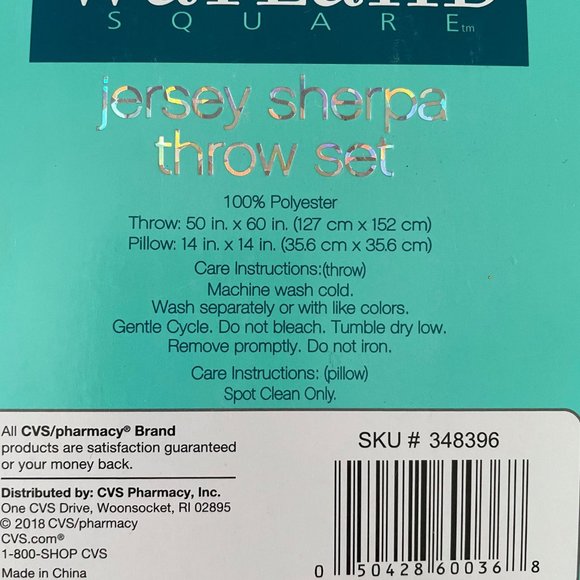 SQUARE™
jersey sherpa
throw set
100% Polyester
Throw: 50 in. x 60 in. (127 cm x 152 cm)
Pillow: 14 in. x 14 in. (35.6 cm x 35.6 cm)
Care Instructions:(throw)
Machine wash cold.
Wash separately or with like colors.
Gentle Cycle. Do not bleach. Tumble dry low.
Remove promptly. Do not iron.
Care Instructions: (pillow)
Spot Clean Only.
All CVS/pharmacy® Brand
products are satisfaction guaranteed
or your money back.
Distributed by: CVS Pharmacy, Inc.
One CVS Drive, Woonsocket, RI 02895
© 2018 CVS/pharmacy
CVS.com®
1-800-SHOP CVS
Made in China
SKU # 348396
0 50428 60036 8